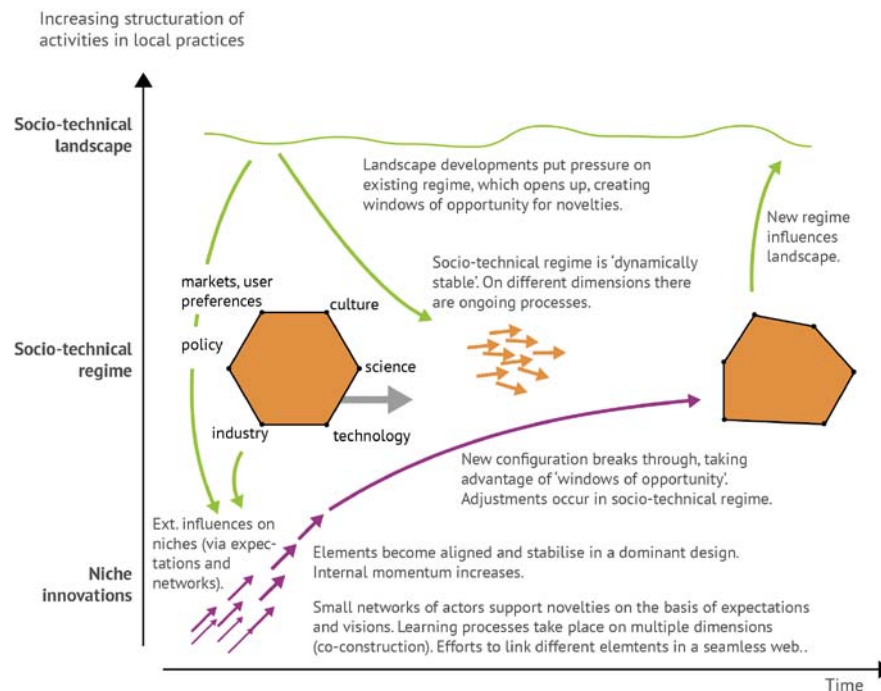 Increasing structuration of
activities in local practices
Socio-technical
landscape
Landscape developments put pressure on
existing regime, which opens up, creating
windows of opportunity for novelties.
New regime
influences
landscape.
Socio-technical regime is ‘dynamically
stable’. On different dimensions there
are ongoing processes.
markets, user
preferences
culture
policy
science
Socio-technical
regime
industry
technology
New configuration breaks through, taking
advantage of ‘windows of opportunity’.
Adjustments occur in socio-technical regime.
Ext. influences on
niches (via expec-
tations and
networks).
Elements become aligned and stabilise in a dominant design.
Internal momentum increases.
Niche
innovations
Small networks of actors support novelties on the basis of expectations
and visions. Learning processes take place on multiple dimensions
(co-construction). Efforts to link different elemtents in a seamless web..
Time